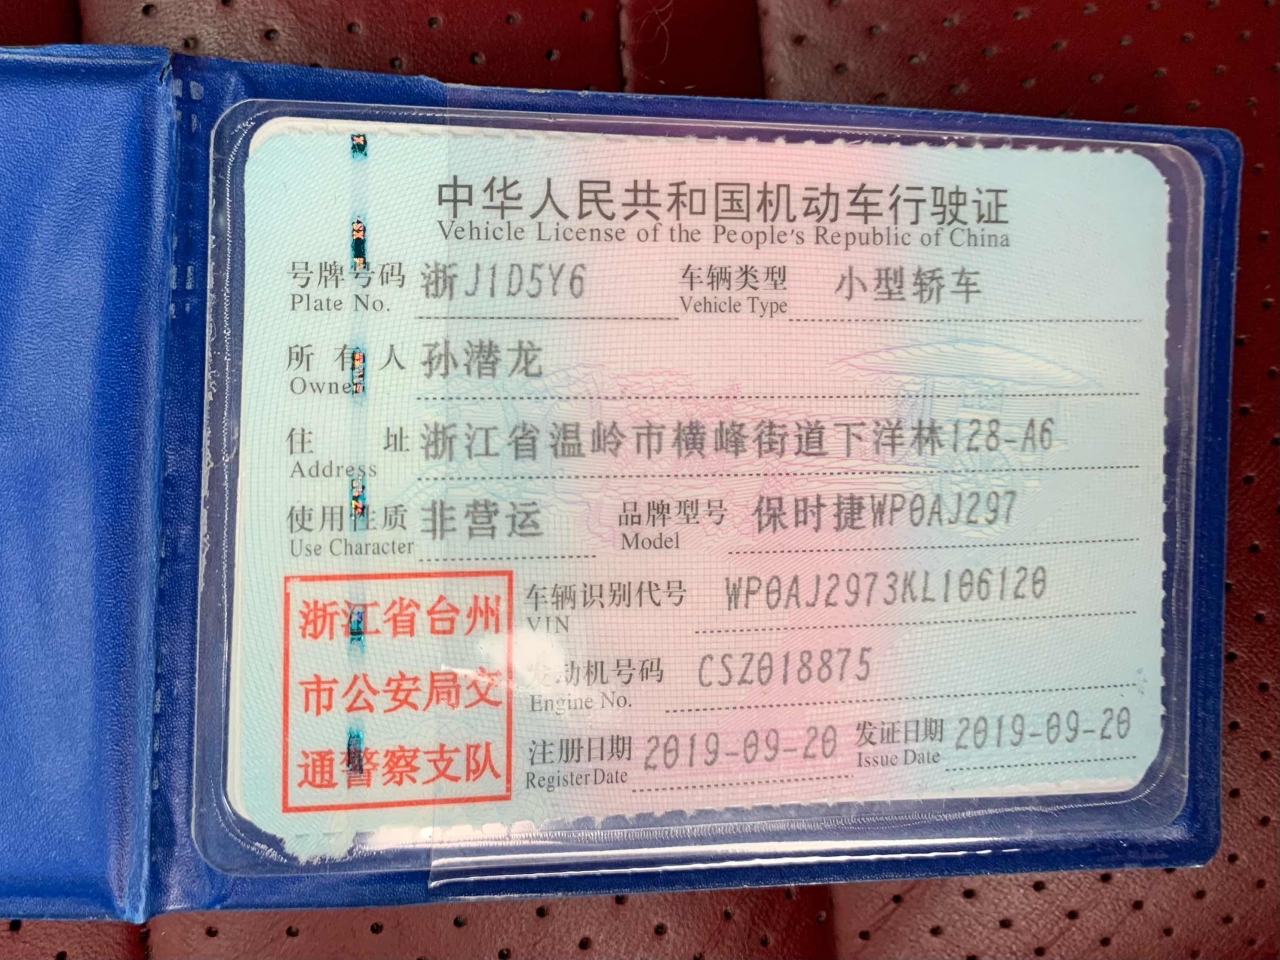 中华人民共和国机动车行驶证
Vehicle License of the People's Republic of China
号牌号码 浙J1D5Y6 车辆类型 小型轿车
Plate No. Vehicle Type
所有人 孙潜龙
Owner
住址 浙江省温岭市横峰街道下洋林128-A6
Address
使用性质 非营运 品牌型号 保时捷WP0AJ297
Use Character Model
浙江省台州
市公安局交
通警察支队
车辆识别代号 WP0AJ2973KL106120
VIN
发动机号码 CSZ018875
Engine No.
注册日期 2019-09-20 发证日期 2019-09-20
Register Date Issue Date